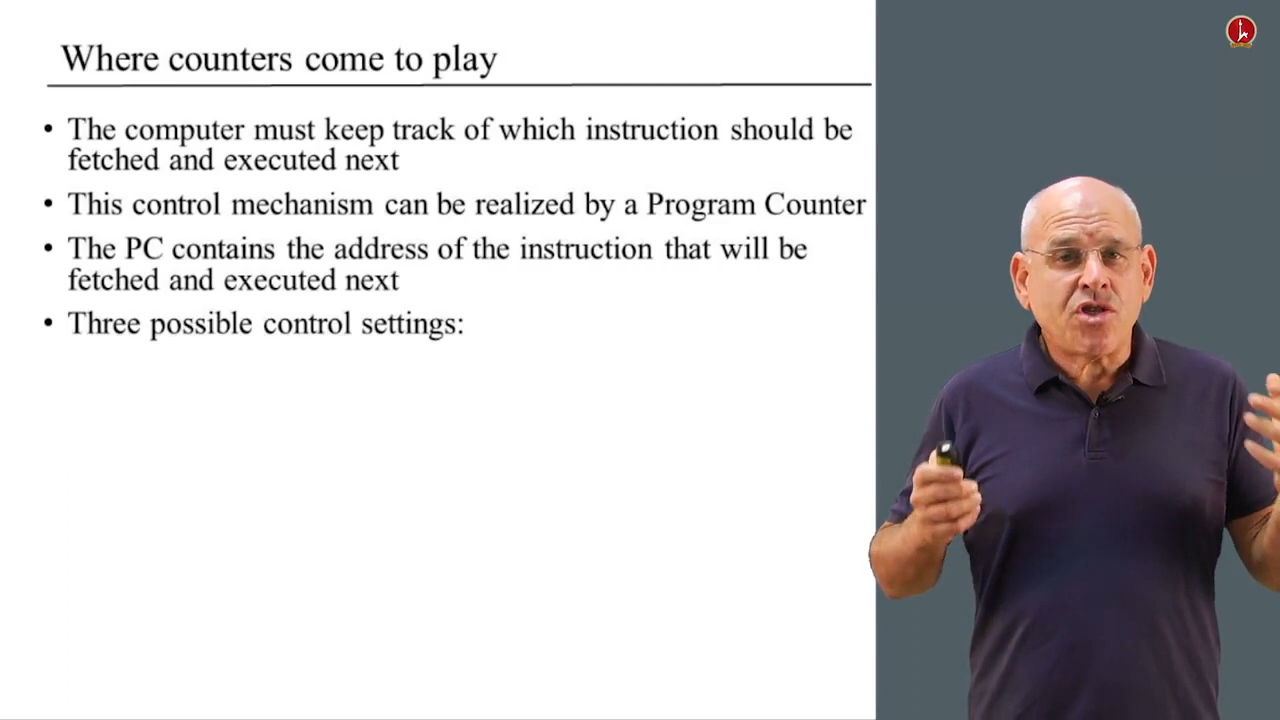 Where counters come to play
• The computer must keep track of which instruction should be
fetched and executed next
• This control mechanism can be realized by a Program Counter
• The PC contains the address of the instruction that will be
fetched and executed next
• Three possible control settings: